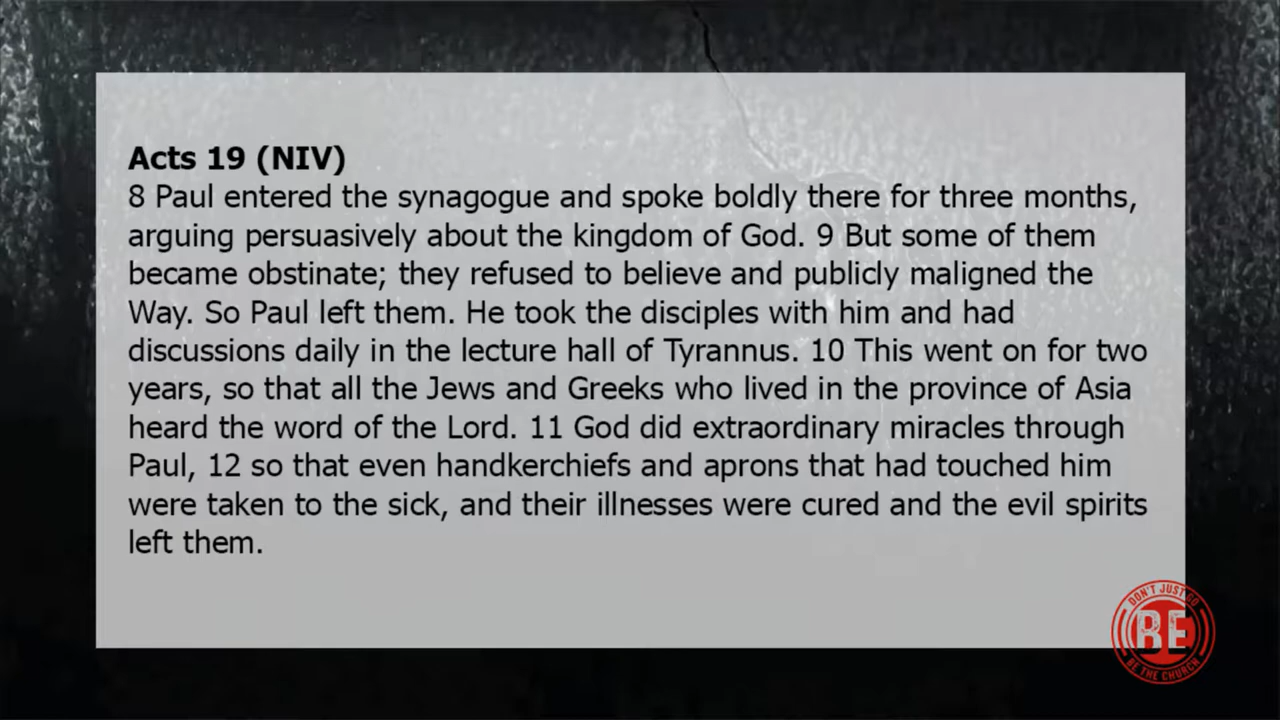 Acts 19 (NIV)
8 Paul entered the synagogue and spoke boldly there for three months,
arguing persuasively about the kingdom of God. 9 But some of them
became obstinate; they refused to believe and publicly maligned the
Way. So Paul left them. He took the disciples with him and had
discussions daily in the lecture hall of Tyrannus. 10 This went on for two
years, so that all the Jews and Greeks who lived in the province of Asia
heard the word of the Lord. 11 God did extraordinary miracles through
Paul, 12 so that even handkerchiefs and aprons that had touched him
were taken to the sick, and their illnesses were cured and the evil spirits
left them.
DON'T JUST GO
BE
BE THE CHURCH